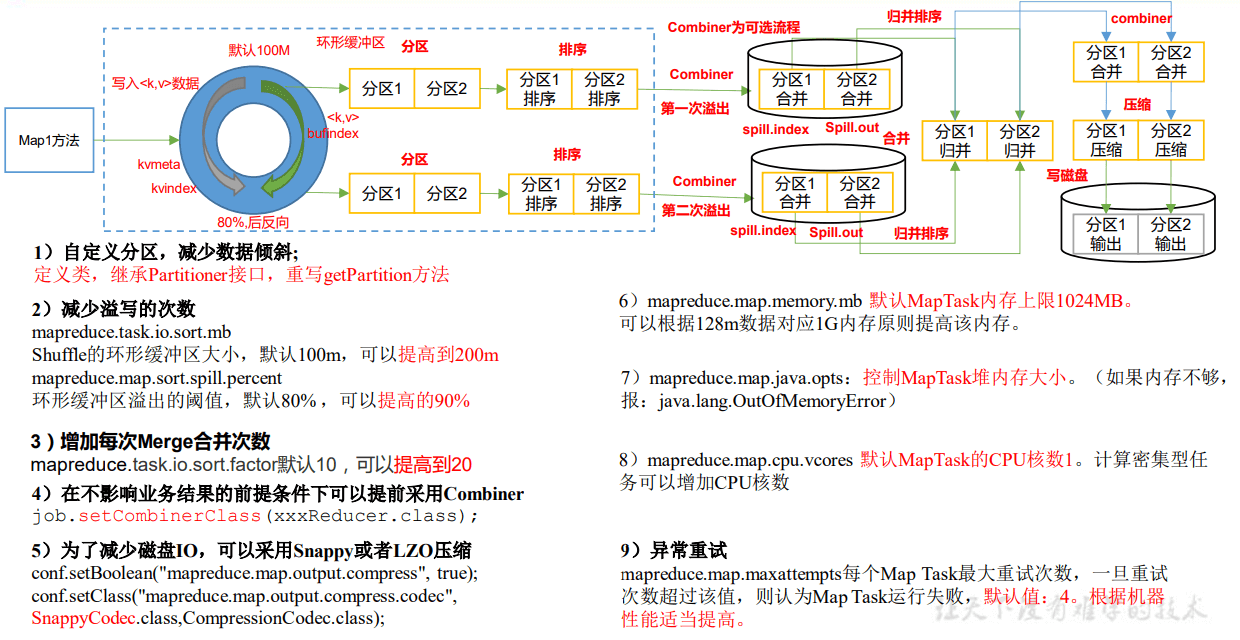 Map1方法
写入<k,v>数据
默认100M
环形缓冲区
kvmeta
kvindex
<k,v>
bufindex
80%,后反向
分区
分区1 分区2
排序
分区1 排序
分区2 排序
分区
分区1 分区2
排序
分区1 排序
分区2 排序
Combiner为可选流程
Combiner
第一次溢出
分区1 合并
分区2 合并
spill.index Spill.out
Combiner
第二次溢出
分区1 合并
分区2 合并
spill.index Spill.out
归并排序
合并
归并排序
分区1 归并
分区2 归并
combiner
分区1 合并
分区2 合并
压缩
分区1 压缩
分区2 压缩
写磁盘
分区1 输出
分区2 输出
1）自定义分区，减少数据倾斜;
定义类，继承Partitioner接口，重写getPartition方法
2）减少溢写的次数
mapreduce.task.io.sort.mb
Shuffle的环形缓冲区大小，默认100m，可以提高到200m
mapreduce.map.sort.spill.percent
环形缓冲区溢出的阈值，默认80% ，可以提高的90%
3）增加每次Merge合并次数
mapreduce.task.io.sort.factor默认10，可以提高到20
4）在不影响业务结果的前提条件下可以提前采用Combiner
job.setCombinerClass(xxxReducer.class);
5）为了减少磁盘IO，可以采用Snappy或者LZO压缩
conf.setBoolean("mapreduce.map.output.compress", true);
conf.setClass("mapreduce.map.output.compress.codec",
SnappyCodec.class,CompressionCodec.class);
6）mapreduce.map.memory.mb 默认MapTask内存上限1024MB。
可以根据128m数据对应1G内存原则提高该内存。
7）mapreduce.map.java.opts：控制MapTask堆内存大小。（如果内存不够，
报：java.lang.OutOfMemoryError）
8）mapreduce.map.cpu.vcores 默认MapTask的CPU核数1。计算密集型任
务可以增加CPU核数
9）异常重试
mapreduce.map.maxattempts每个Map Task最大重试次数，一旦重试
次数超过该值，则认为Map Task运行失败，默认值：4。根据机器
性能适当提高。
让天下没有难学的技术